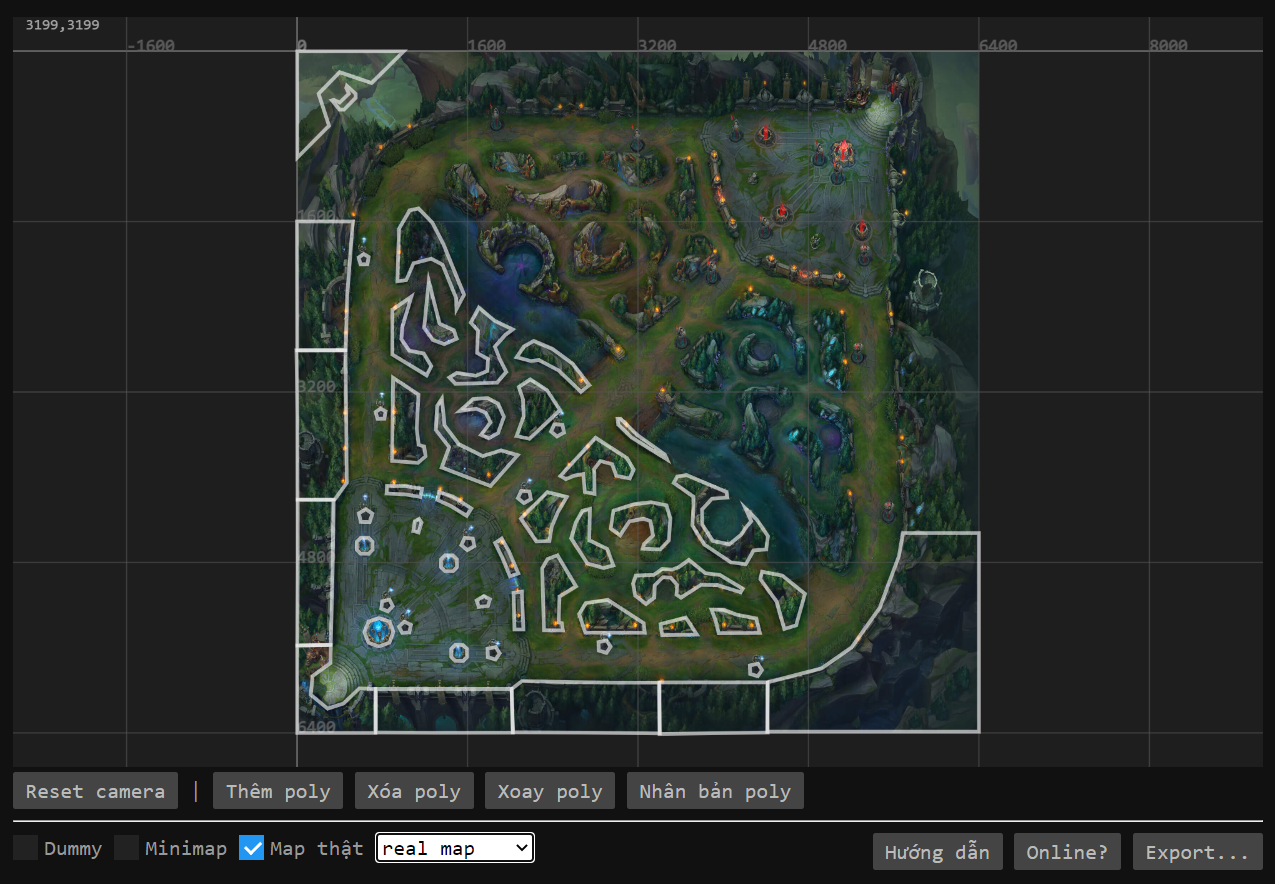 3199,3199
-1600 0 1600 3200 4800 6400 8000
1600
3200
4800
6400
Reset camera | Thêm poly Xóa poly Xoay poly Nhân bản poly
Dummy Minimap Map thật real map Hướng dẫn Online? Export...